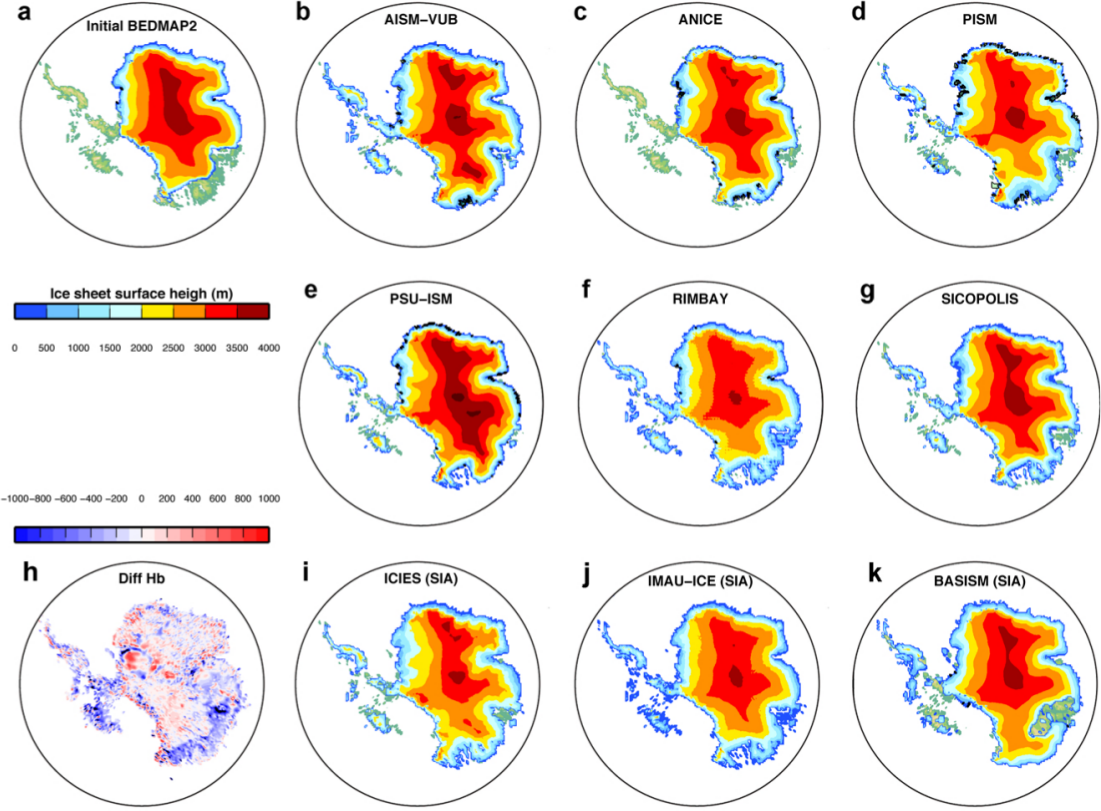 a Initial BEDMAP2
b AISM−VUB
c ANICE
d PISM
Ice sheet surface heigh (m)
0 500 1000 1500 2000 2500 3000 3500 4000
e PSU−ISM
f RIMBAY
g SICOPOLIS
−1000−800 −600 −400 −200 0 200 400 600 800 1000
h Diff Hb
i ICIES (SIA)
j IMAU−ICE (SIA)
k BASISM (SIA)